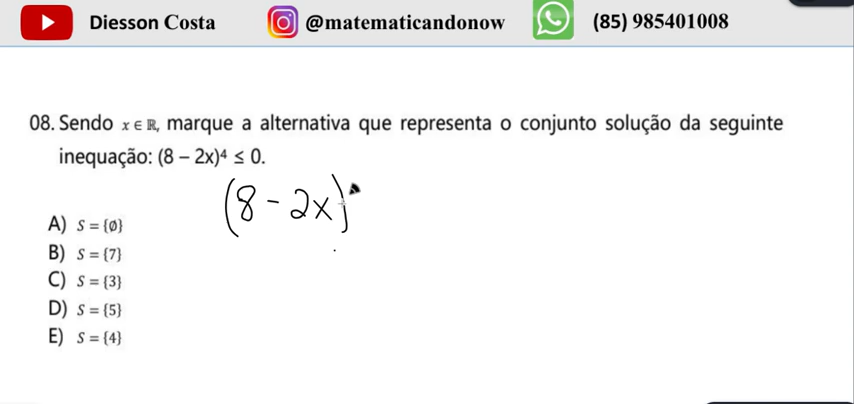 Diesson Costa @matematicandonow (85) 985401008
08. Sendo x ∈ ℝ, marque a alternativa que representa o conjunto solução da seguinte
inequação: (8 – 2x)⁴ ≤ 0.
(8 - 2x)
A) S = {ø}
B) S = {7}
C) S = {3}
D) S = {5}
E) S = {4}